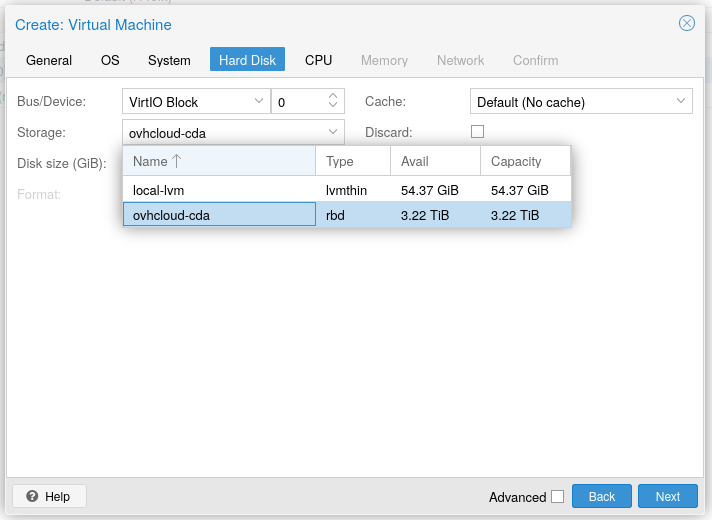 Create: Virtual Machine
General OS System Hard Disk CPU Memory Network Confirm
Bus/Device: VirtIO Block 0 Cache: Default (No cache)
Storage: ovhcloud-cda Discard:
Disk size (GiB):
Format:
Name Type Avail Capacity
local-lvm lvmthin 54.37 GiB 54.37 GiB
ovhcloud-cda rbd 3.22 TiB 3.22 TiB
Help Advanced Back Next